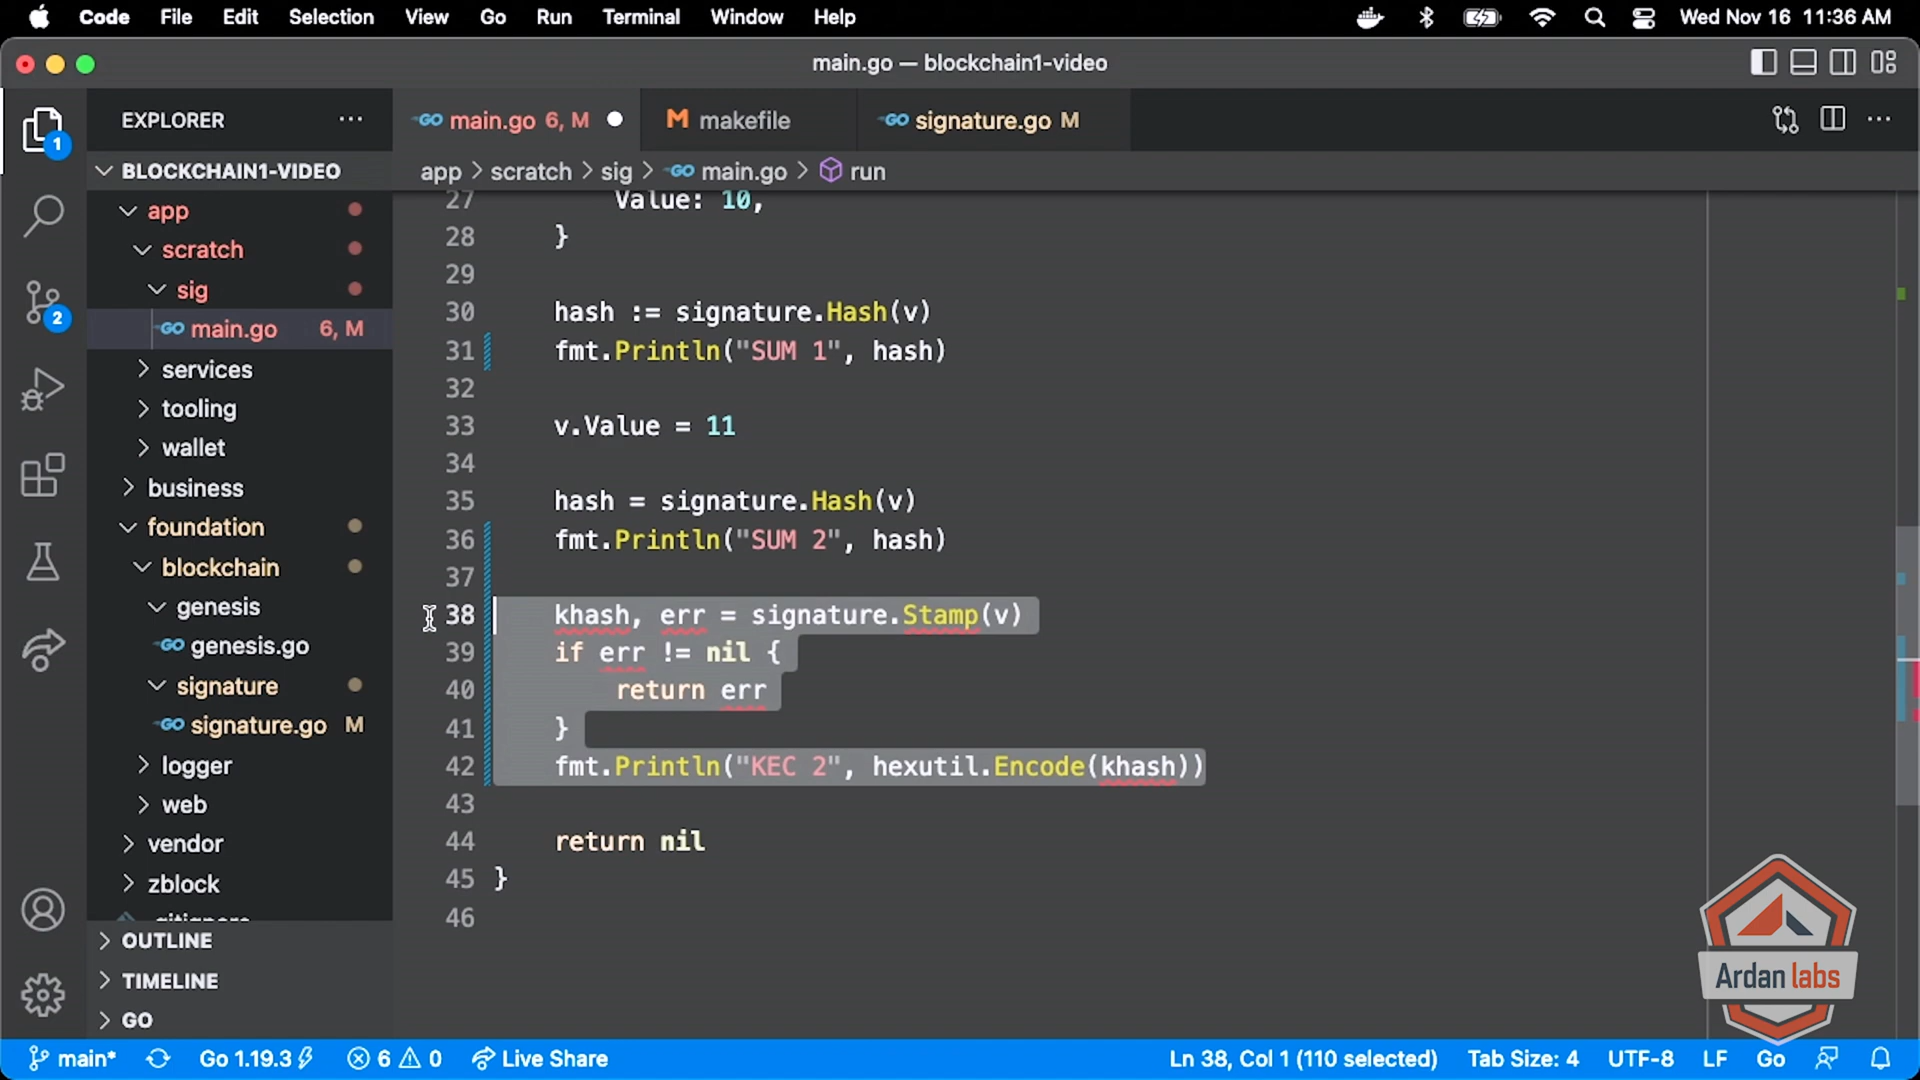 Code File Edit Selection View Go Run Terminal Window Help Wed Nov 16 11:36 AM
main.go — blockchain1-video
EXPLORER ...
main.go 6, M
makefile
signature.go M
BLOCKCHAIN1-VIDEO
app > scratch > sig > main.go > run
1
2
app
scratch
sig
main.go 6, M
services
tooling
wallet
business
foundation
blockchain
genesis
genesis.go
signature
signature.go M
logger
web
vendor
zblock
.gitignore
OUTLINE
TIMELINE
GO
27 Value: 10,
28 }
29
30 hash := signature.Hash(v)
31 fmt.Println("SUM 1", hash)
32
33 v.Value = 11
34
35 hash = signature.Hash(v)
36 fmt.Println("SUM 2", hash)
37
38 khash, err = signature.Stamp(v)
39 if err != nil {
40 return err
41 }
42 fmt.Println("KEC 2", hexutil.Encode(khash))
43
44 return nil
45 }
46
Ardan labs
main* Go 1.19.3 6 0 Live Share Ln 38, Col 1 (110 selected) Tab Size: 4 UTF-8 LF Go